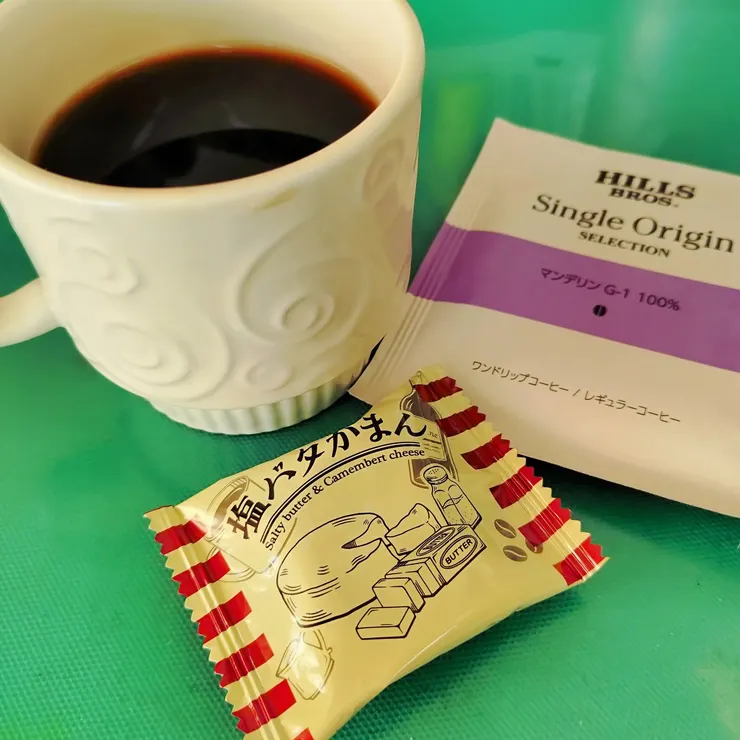 HILLS
BROS.
Single Origin
SELECTION
マンデリン G-1 100%
ワンドリップコーヒー / レギュラーコーヒー
塩バタかまん
Salty butter & Camembert cheese
BUTTER